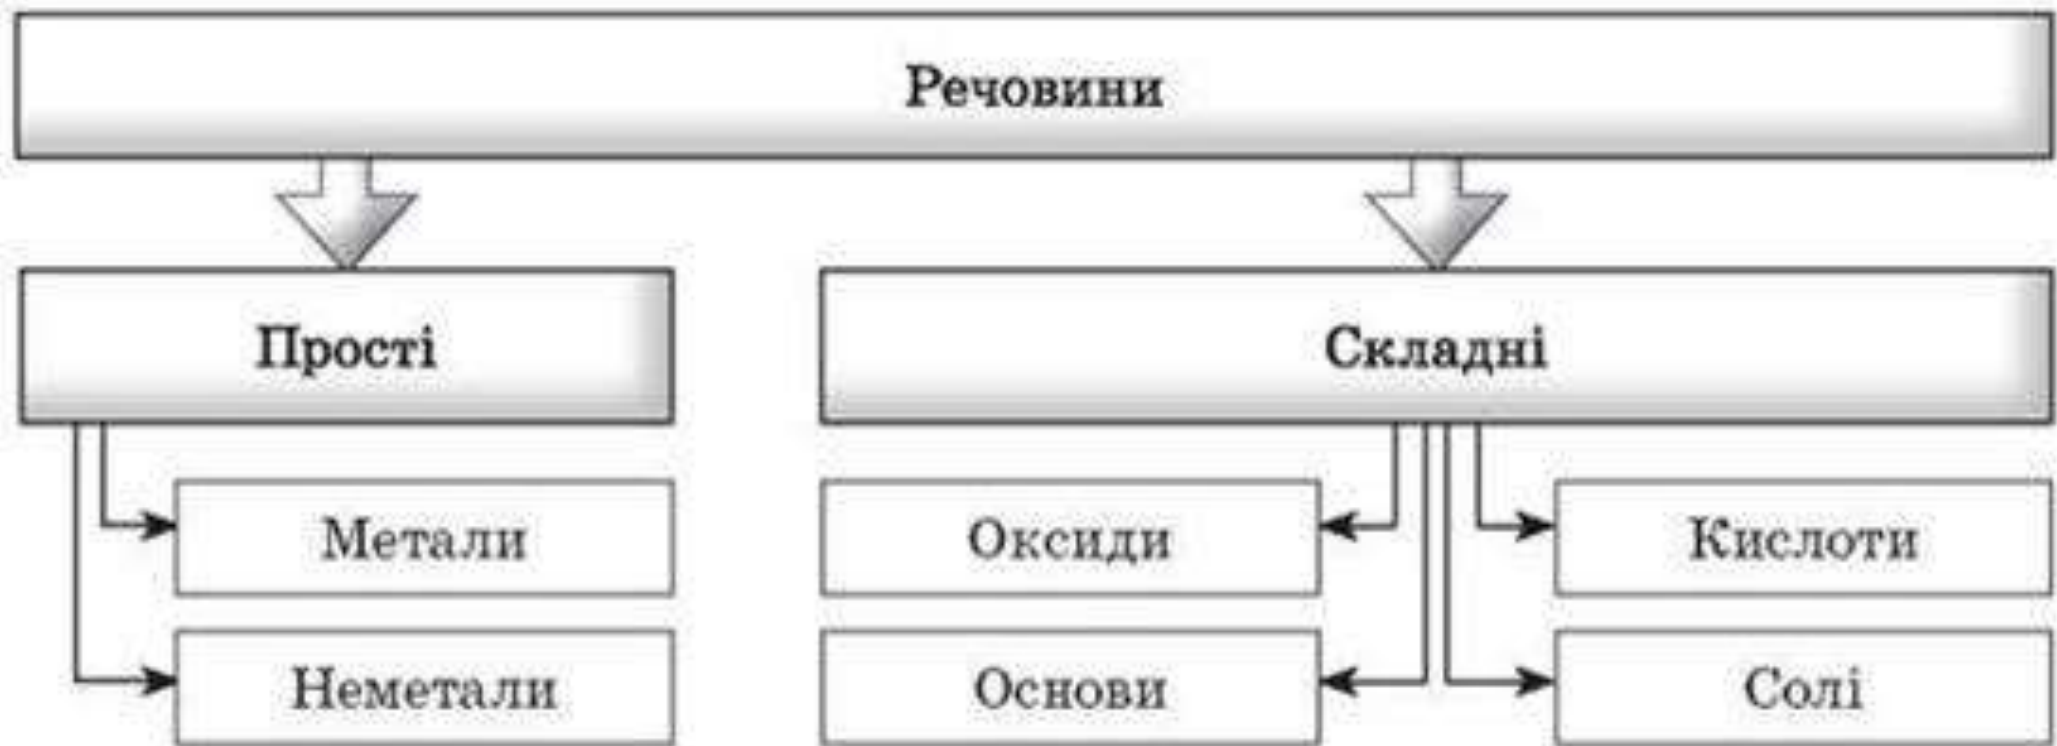 Речовини
Прості
Складні
Метали
Оксиди
Кислоти
Неметали
Основи
Солі